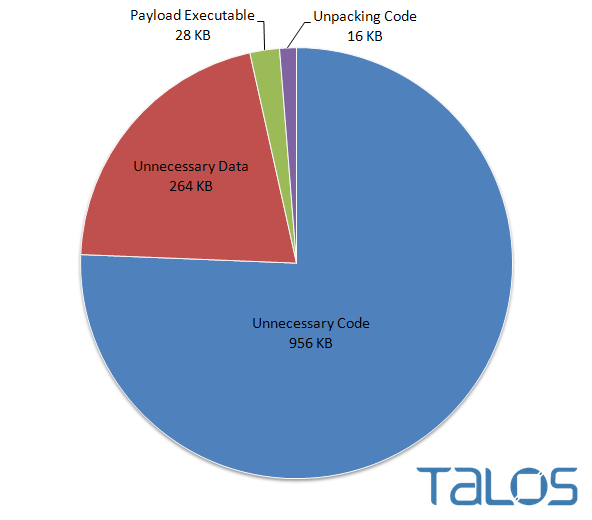 Payload Executable
28 KB
Unpacking Code
16 KB
Unnecessary Data
264 KB
Unnecessary Code
956 KB
TALOS